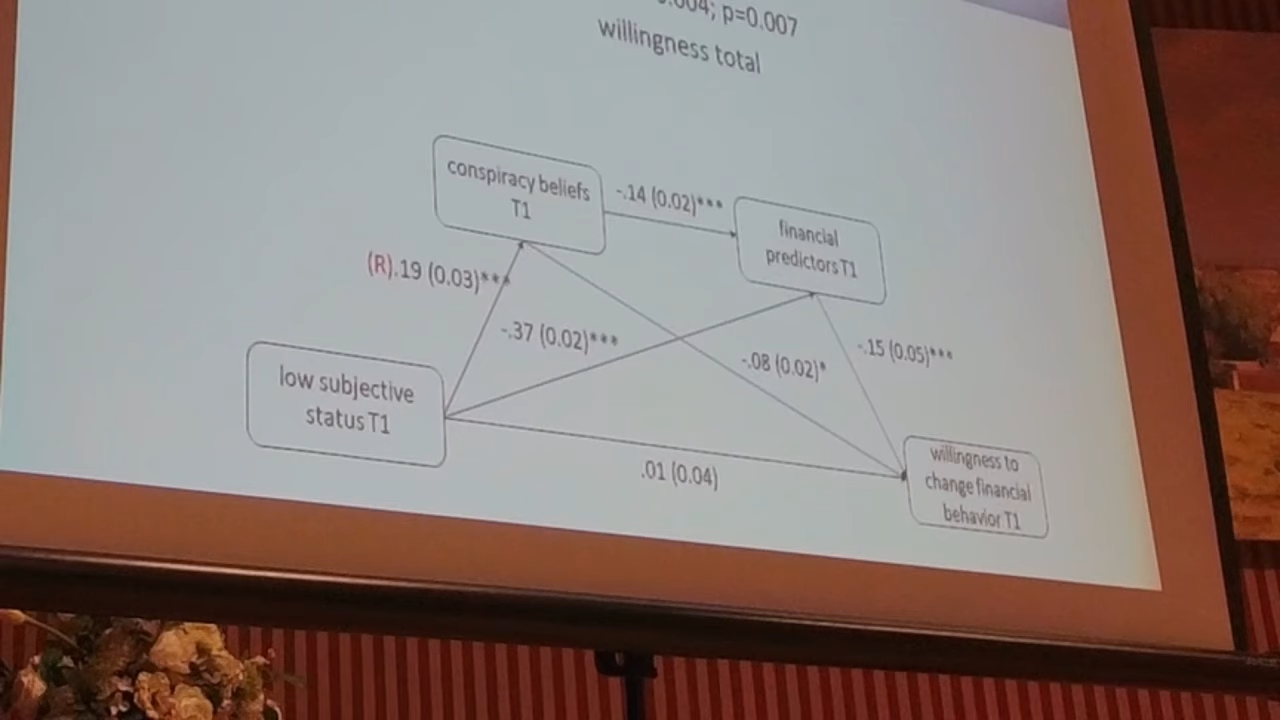 p=0.007
willingness total
conspiracy beliefs
T1
-.14 (0.02)***
financial
predictors T1
(R).19 (0.03)***
-.37 (0.02)***
-.08 (0.02)*
-.15 (0.05)***
low subjective
status T1
.01 (0.04)
willingness to
change financial
behavior T1